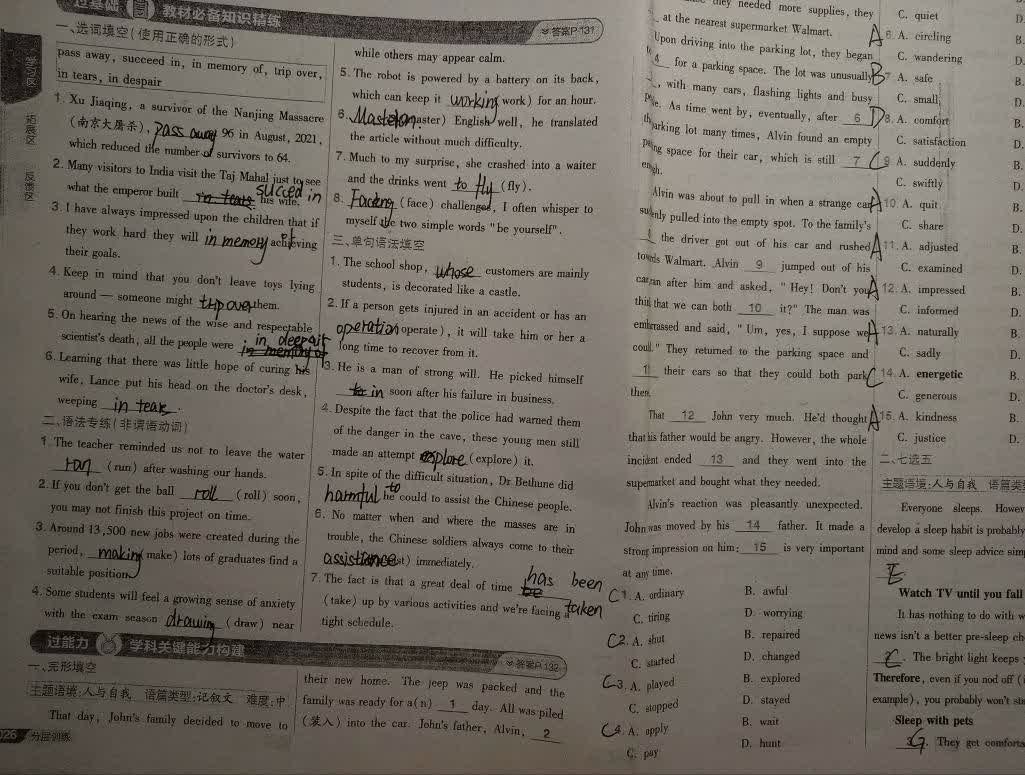 过基础 教材必备知识精练 答案P.131
一、选词填空(使用正确的形式)
pass away, succeed in, in memory of, trip over,
in tears, in despair
1. Xu Jiaqing, a survivor of the Nanjing Massacre
(南京大屠杀), pass away 96 in August, 2021,
which reduced the number of survivors to 64.
2. Many visitors to India visit the Taj Mahal just to see
what the emperor built succed in his wife.
3. I have always impressed upon the children that if
they work hard they will in memory of achieving
their goals.
4. Keep in mind that you don't leave toys lying
around — someone might trip over them.
5. On hearing the news of the wise and respectable
scientist's death, all the people were in despair.
6. Learning that there was little hope of curing his
wife, Lance put his head on the doctor's desk,
weeping in tear.
二、语法专练(非谓语动词)
1. The teacher reminded us not to leave the water
run (run) after washing our hands.
2. If you don't get the ball roll (roll) soon,
you may not finish this project on time.
3. Around 13,500 new jobs were created during the
period, making (make) lots of graduates find a
suitable position.
4. Some students will feel a growing sense of anxiety
with the exam season drawing (draw) near
while others may appear calm.
5. The robot is powered by a battery on its back,
which can keep it working (work) for an hour.
6. (master) English well, he translated
the article without much difficulty.
7. Much to my surprise, she crashed into a waiter
and the drinks went to fly (fly).
8. Facking (face) challenged, I often whisper to
myself the two simple words "be yourself".
三、单句语法填空
1. The school shop, whose customers are mainly
students, is decorated like a castle.
2. If a person gets injured in an accident or has an
operation (operate), it will take him or her a
long time to recover from it.
3. He is a man of strong will. He picked himself
in soon after his failure in business.
4. Despite the fact that the police had warned them
of the danger in the cave, these young men still
made an attempt explore (explore) it.
5. In spite of the difficult situation, Dr Bethune did
harmful to he could to assist the Chinese people.
6. No matter when and where the masses are in
trouble, the Chinese soldiers always come to their
assistance immediately.
7. The fact is that a great deal of time has been taken
(take) up by various activities and we're facing a
tight schedule.
过能力 学科关键能力构建 答案P.132
一、完形填空
主题语境:人与自我 语篇类型:记叙文 难度:中
That day, John's family decided to move to
026 分层训练
their new home. The jeep was packed and the
family was ready for a(n) 1 day. All was piled
(装入) into the car. John's father, Alvin, 2
they needed more supplies, they
at the nearest supermarket Walmart.
Upon driving into the parking lot, they began
4 for a parking space. The lot was unusually
, with many cars, flashing lights and busy
. As time went by, eventually, after 6
parking lot many times, Alvin found an empty
parking space for their car, which is still 7
enough.
Alvin was about to pull in when a strange car
suddenly pulled into the empty spot. To the family's
, the driver got out of his car and rushed
towards Walmart. Alvin 9 jumped out of his
car, ran after him and asked, "Hey! Don't you
think that we can both 10 it?" The man was
embarrassed and said, "Um, yes, I suppose we
could." They returned to the parking space and
11 their cars so that they could both park
there.
That 12 John very much. He'd thought
that his father would be angry. However, the whole
incident ended 13 and they went into the
supermarket and bought what they needed.
Alvin's reaction was pleasantly unexpected.
John was moved by his 14 father. It made a
strong impression on him: 15 is very important
at any time.
C 1. A. ordinary B. awful
C. tiring D. worrying
C 2. A. shut B. repaired
C. started D. changed
C 3. A. played B. explored
C. stopped D. stayed
C 4. A. apply B. wait
C. pay D. hunt
C. quiet D.
A 6. A. circling B.
C. wandering D.
B 7. A. safe B.
C. small D.
D 8. A. comfort B.
C. satisfaction D.
C 9. A. suddenly B.
C. swiftly D.
A 10. A. quit B.
C. share D.
A 11. A. adjusted B.
C. examined D.
A 12. A. impressed B.
C. informed D.
A 13. A. naturally B.
C. sadly D.
C 14. A. energetic B.
C. generous D.
A 15. A. kindness B.
C. justice D.
二、七选五
主题语境:人与自我 语篇类
Everyone sleeps.
develop a sleep habit is probably
mind and some sleep advice
E
Watch TV until you fall
It has nothing to do with
news isn't a better pre-sleep
C. The bright light keeps
Therefore, even if you nod off
example), you probably won't
Sleep with pets
G. They get